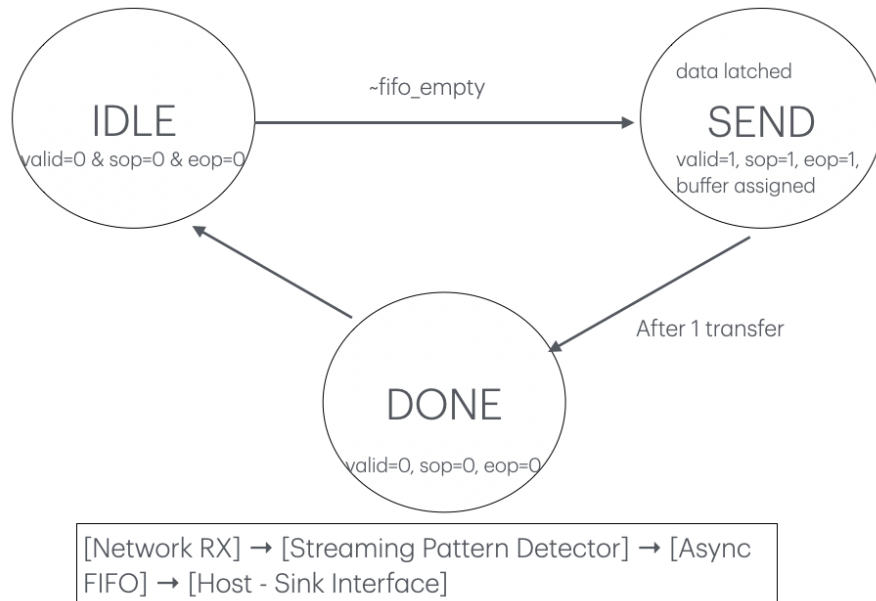 ~fifo_empty
IDLE
valid=0 & sop=0 & eop=0
data latched
SEND
valid=1, sop=1, eop=1,
buffer assigned
After 1 transfer
DONE
valid=0, sop=0, eop=0
[Network RX] → [Streaming Pattern Detector] → [Async
FIFO] → [Host - Sink Interface]